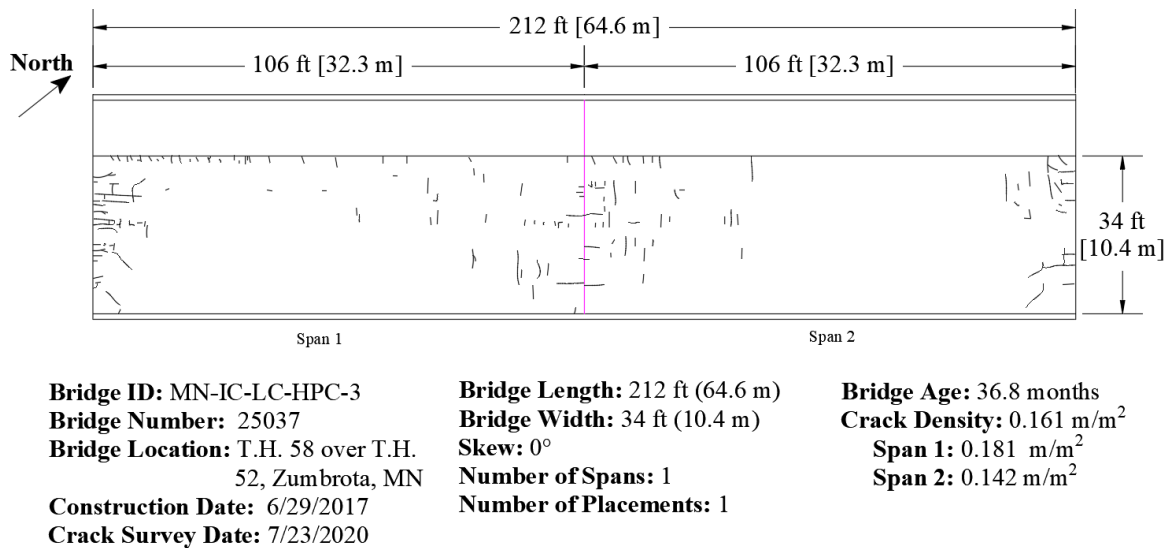 212 ft [64.6 m]
North
106 ft [32.3 m]
106 ft [32.3 m]
34 ft
[10.4 m]
Span 1
Span 2
Bridge ID: MN-IC-LC-HPC-3
Bridge Number: 25037
Bridge Location: T.H. 58 over T.H.
52, Zumbrota, MN
Construction Date: 6/29/2017
Crack Survey Date: 7/23/2020
Bridge Length: 212 ft (64.6 m)
Bridge Width: 34 ft (10.4 m)
Skew: 0°
Number of Spans: 1
Number of Placements: 1
Bridge Age: 36.8 months
Crack Density: 0.161 m/m²
Span 1: 0.181 m/m²
Span 2: 0.142 m/m²